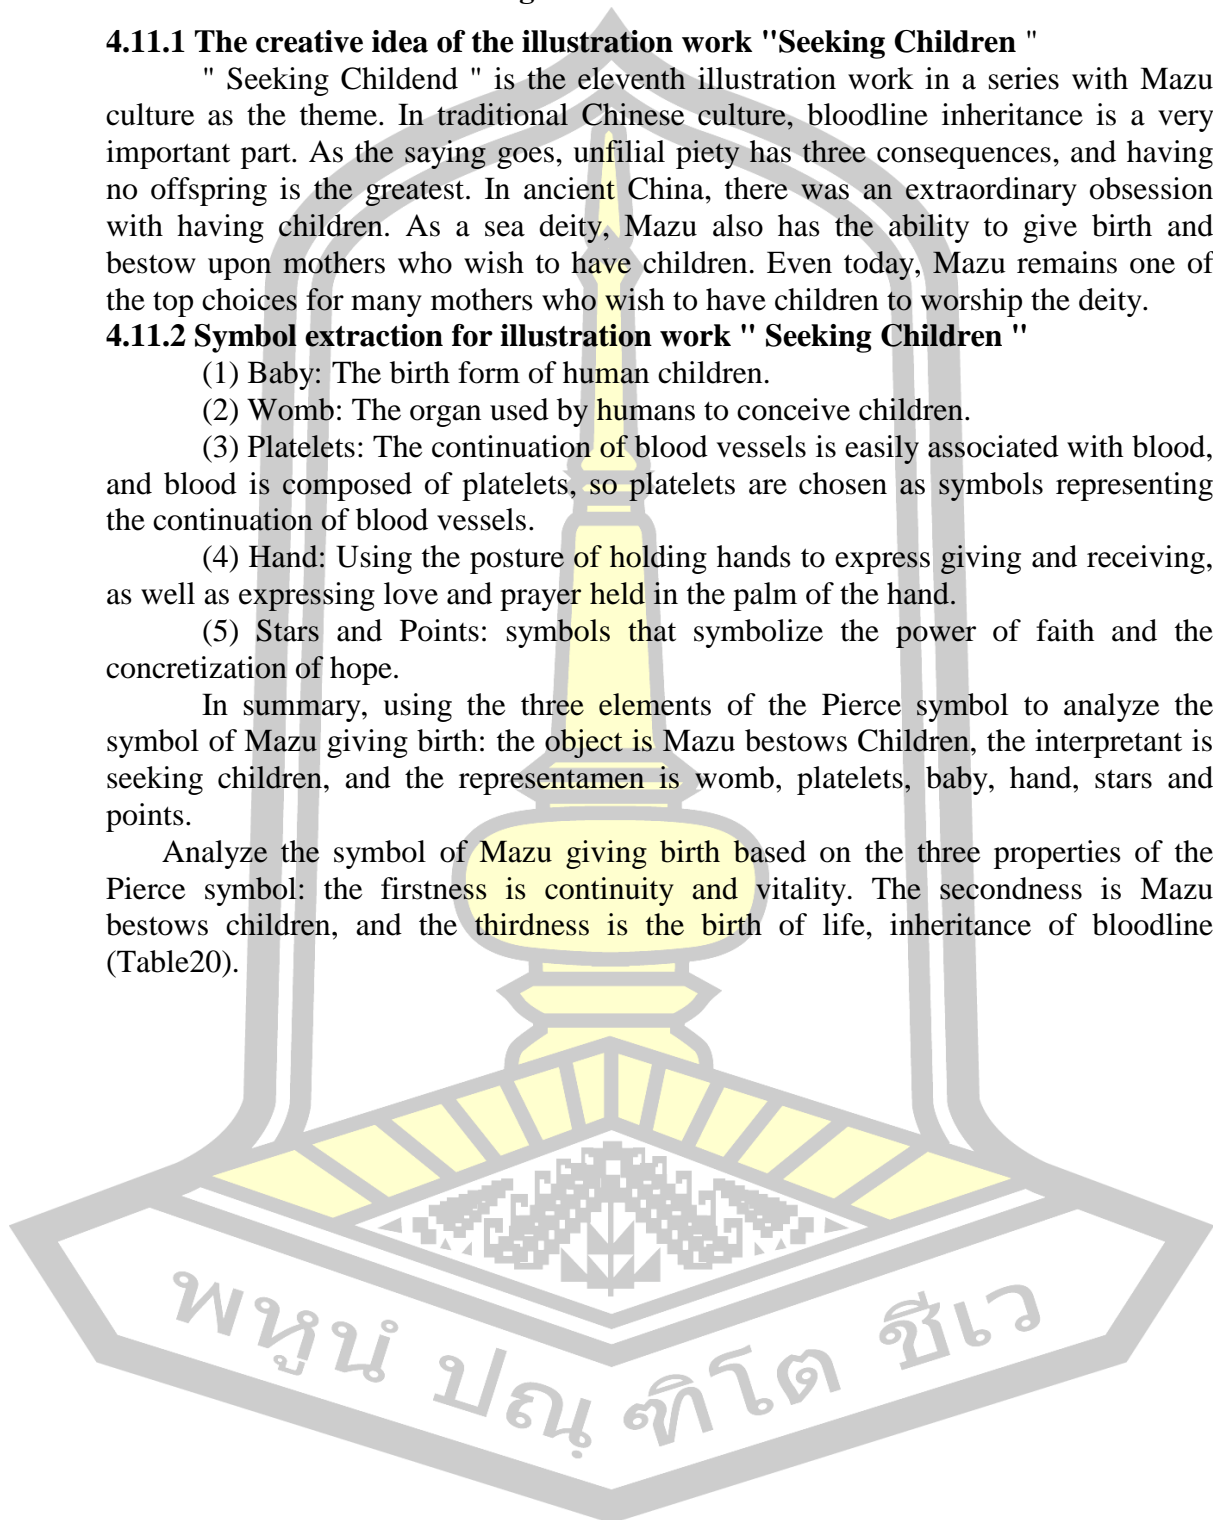 4.11.1 The creative idea of the illustration work "Seeking Children "
" Seeking Childend " is the eleventh illustration work in a series with Mazu
culture as the theme. In traditional Chinese culture, bloodline inheritance is a very
important part. As the saying goes, unfilial piety has three consequences, and having
no offspring is the greatest. In ancient China, there was an extraordinary obsession
with having children. As a sea deity, Mazu also has the ability to give birth and
bestow upon mothers who wish to have children. Even today, Mazu remains one of
the top choices for many mothers who wish to have children to worship the deity.
4.11.2 Symbol extraction for illustration work " Seeking Children "
(1) Baby: The birth form of human children.
(2) Womb: The organ used by humans to conceive children.
(3) Platelets: The continuation of blood vessels is easily associated with blood,
and blood is composed of platelets, so platelets are chosen as symbols representing
the continuation of blood vessels.
(4) Hand: Using the posture of holding hands to express giving and receiving,
as well as expressing love and prayer held in the palm of the hand.
(5) Stars and Points: symbols that symbolize the power of faith and the
concretization of hope.
In summary, using the three elements of the Pierce symbol to analyze the
symbol of Mazu giving birth: the object is Mazu bestows Children, the interpretant is
seeking children, and the representamen is womb, platelets, baby, hand, stars and
points.
Analyze the symbol of Mazu giving birth based on the three properties of the
Pierce symbol: the firstness is continuity and vitality. The secondness is Mazu
bestows children, and the thirdness is the birth of life, inheritance of bloodline
(Table20).
พหูนํ ปณฺฑิโต ชีเว